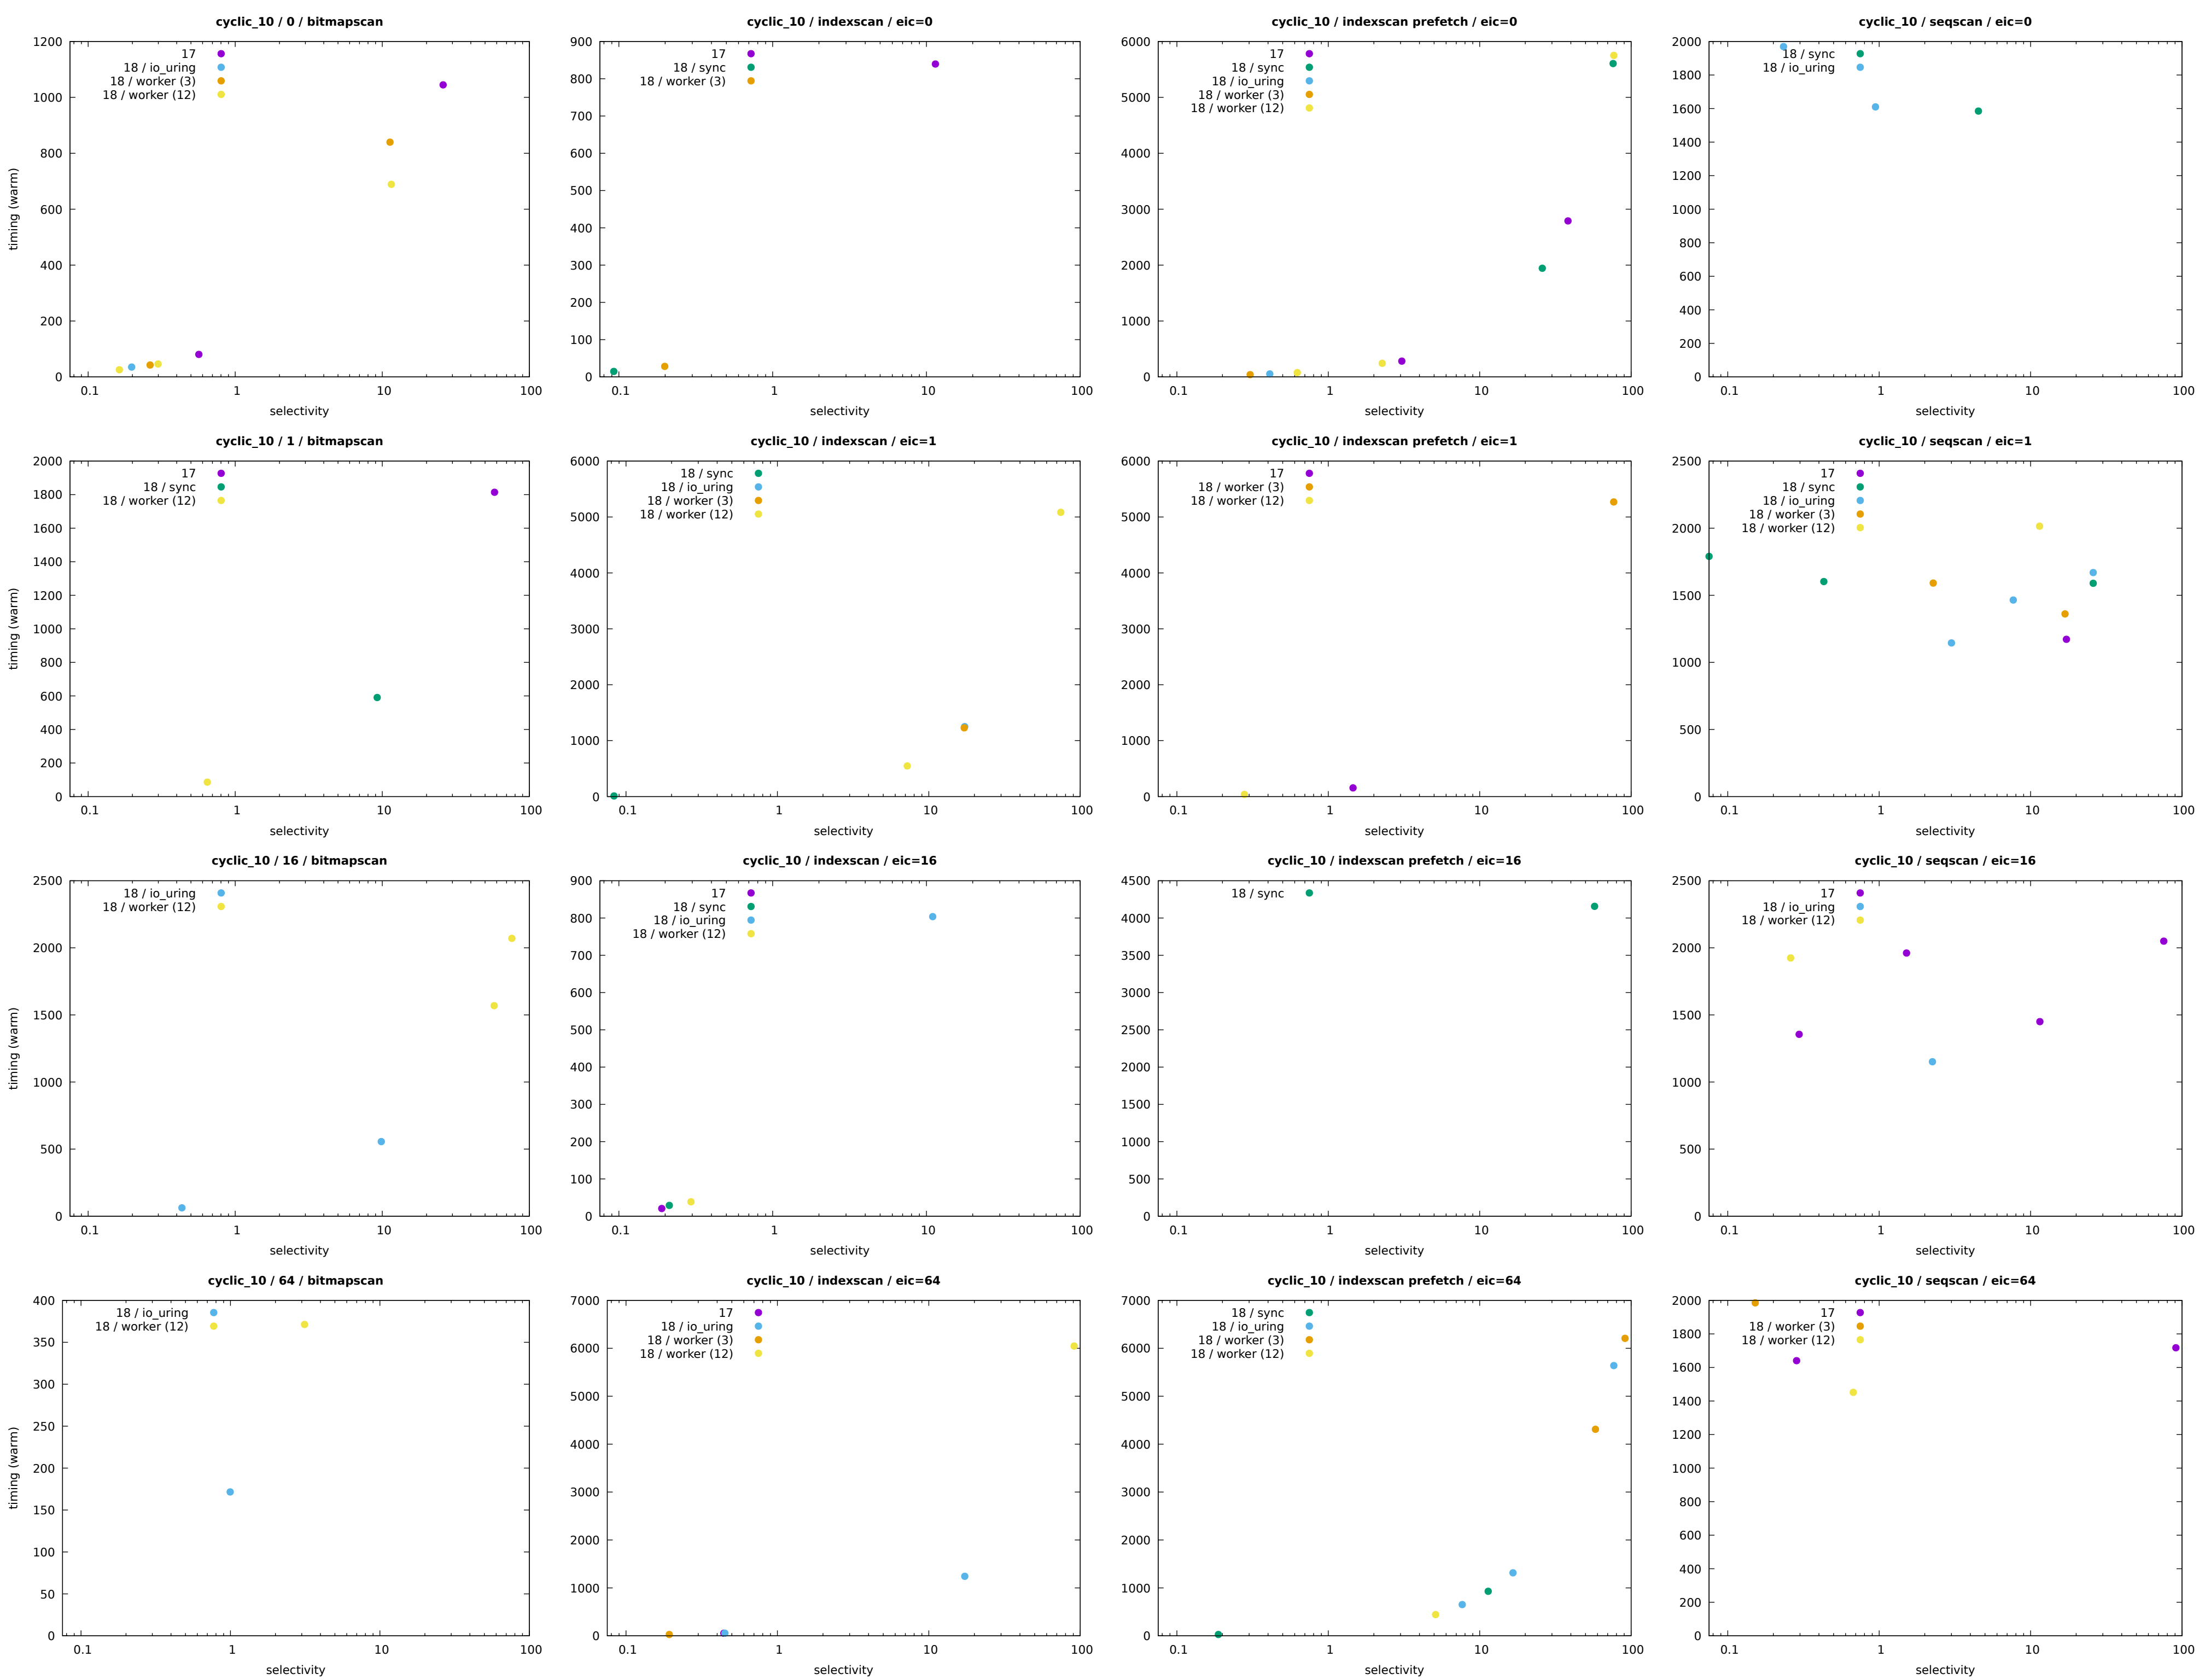 cyclic_10 / 0 / bitmapscan
17
18 / io_uring
18 / worker (3)
18 / worker (12)
timing (warm)
1200
1000
800
600
400
200
0
0.1 1 10 100
selectivity
cyclic_10 / indexscan / eic=0
17
18 / sync
18 / worker (3)
900
800
700
600
500
400
300
200
100
0
0.1 1 10 100
selectivity
cyclic_10 / indexscan prefetch / eic=0
17
18 / sync
18 / io_uring
18 / worker (3)
18 / worker (12)
6000
5000
4000
3000
2000
1000
0
0.1 1 10 100
selectivity
cyclic_10 / seqscan / eic=0
18 / sync
18 / io_uring
2000
1800
1600
1400
1200
1000
800
600
400
200
0
0.1 1 10 100
selectivity
cyclic_10 / 1 / bitmapscan
17
18 / sync
18 / worker (12)
timing (warm)
2000
1800
1600
1400
1200
1000
800
600
400
200
0
0.1 1 10 100
selectivity
cyclic_10 / indexscan / eic=1
18 / sync
18 / io_uring
18 / worker (3)
18 / worker (12)
6000
5000
4000
3000
2000
1000
0
0.1 1 10 100
selectivity
cyclic_10 / indexscan prefetch / eic=1
17
18 / worker (3)
18 / worker (12)
6000
5000
4000
3000
2000
1000
0
0.1 1 10 100
selectivity
cyclic_10 / seqscan / eic=1
17
18 / sync
18 / io_uring
18 / worker (3)
18 / worker (12)
2500
2000
1500
1000
500
0
0.1 1 10 100
selectivity
cyclic_10 / 16 / bitmapscan
18 / io_uring
18 / worker (12)
timing (warm)
2500
2000
1500
1000
500
0
0.1 1 10 100
selectivity
cyclic_10 / indexscan / eic=16
17
18 / sync
18 / io_uring
18 / worker (12)
900
800
700
600
500
400
300
200
100
0
0.1 1 10 100
selectivity
cyclic_10 / indexscan prefetch / eic=16
18 / sync
4500
4000
3500
3000
2500
2000
1500
1000
500
0
0.1 1 10 100
selectivity
cyclic_10 / seqscan / eic=16
17
18 / io_uring
18 / worker (12)
2500
2000
1500
1000
500
0
0.1 1 10 100
selectivity
cyclic_10 / 64 / bitmapscan
18 / io_uring
18 / worker (12)
timing (warm)
400
350
300
250
200
150
100
50
0
0.1 1 10 100
selectivity
cyclic_10 / indexscan / eic=64
17
18 / io_uring
18 / worker (3)
18 / worker (12)
7000
6000
5000
4000
3000
2000
1000
0
0.1 1 10 100
selectivity
cyclic_10 / indexscan prefetch / eic=64
18 / sync
18 / io_uring
18 / worker (3)
18 / worker (12)
7000
6000
5000
4000
3000
2000
1000
0
0.1 1 10 100
selectivity
cyclic_10 / seqscan / eic=64
17
18 / worker (3)
18 / worker (12)
2000
1800
1600
1400
1200
1000
800
600
400
200
0
0.1 1 10 100
selectivity